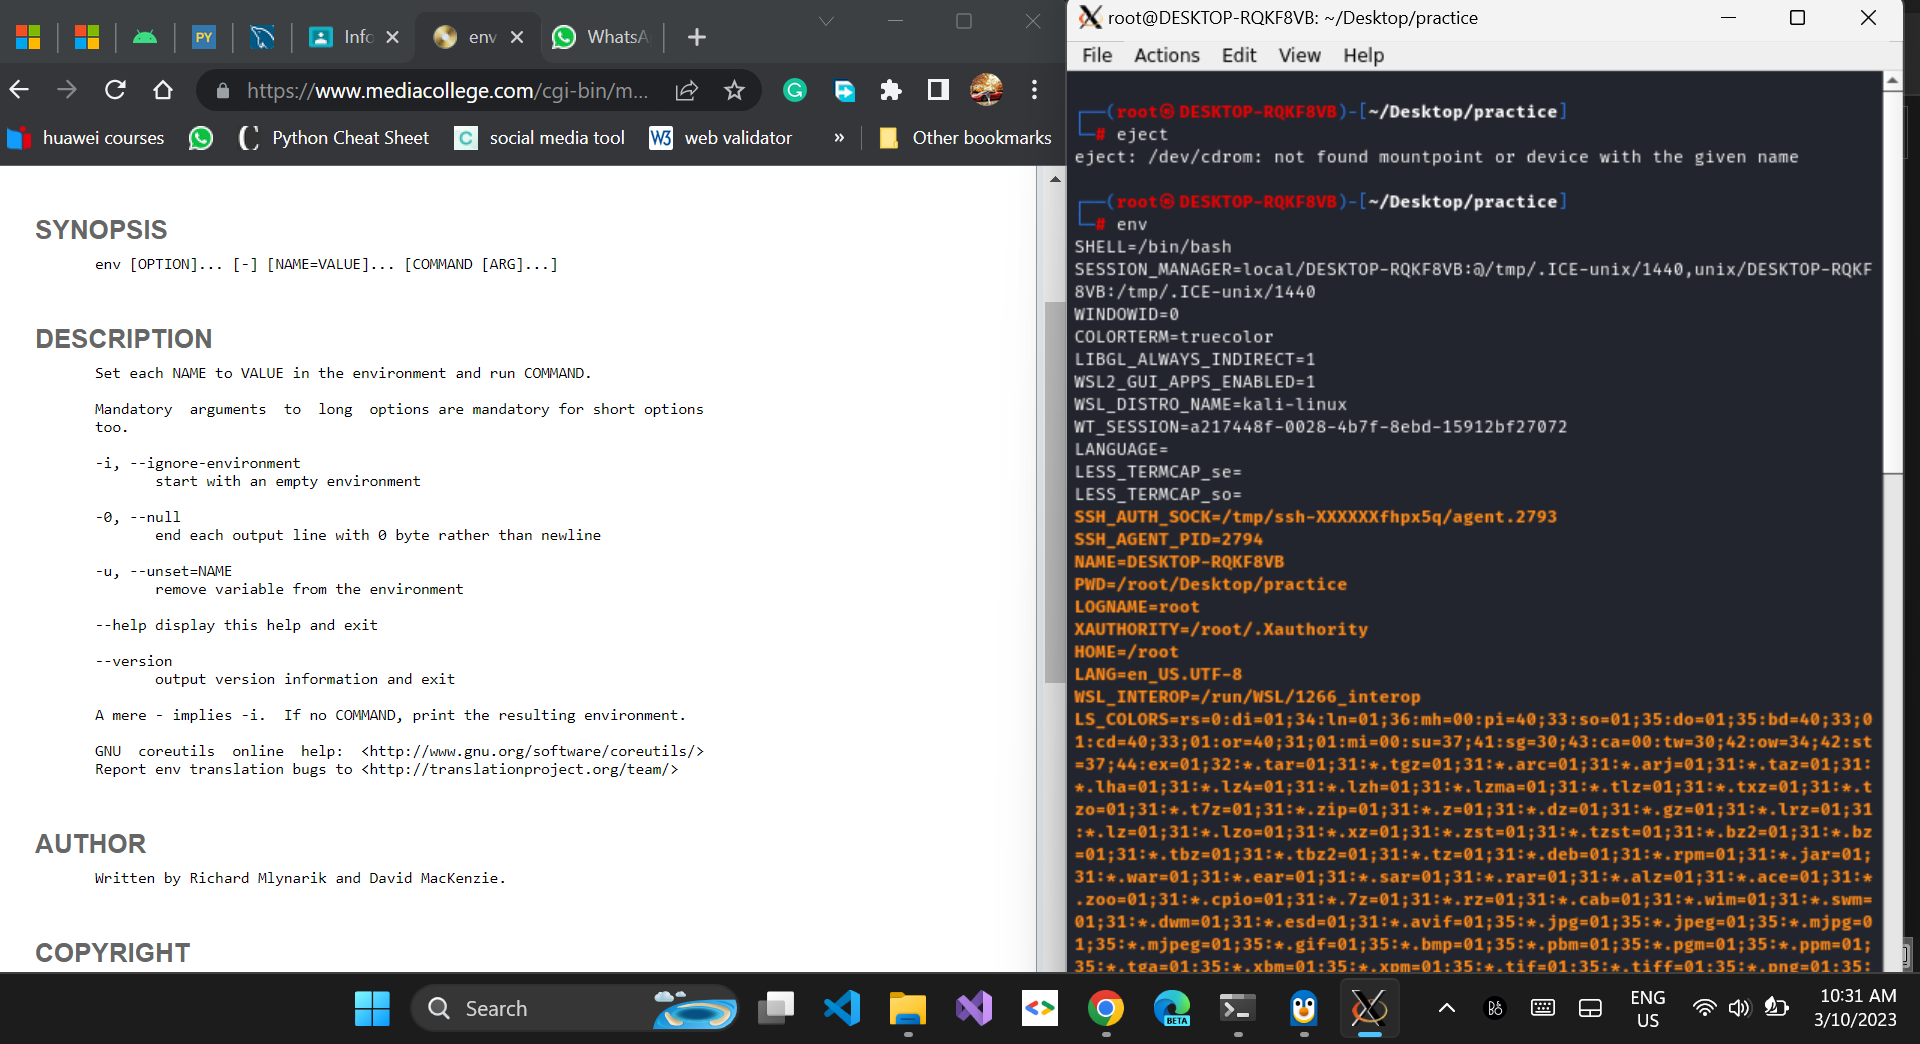 Info
env
WhatsA
https://www.mediacollege.com/cgi-bin/m...
huawei courses
Python Cheat Sheet
social media tool
web validator
»
Other bookmarks
SYNOPSIS
env [OPTION]... [-] [NAME=VALUE]... [COMMAND [ARG]...]
DESCRIPTION
Set each NAME to VALUE in the environment and run COMMAND.
Mandatory arguments to long options are mandatory for short options
too.
-i, --ignore-environment
start with an empty environment
-0, --null
end each output line with 0 byte rather than newline
-u, --unset=NAME
remove variable from the environment
--help display this help and exit
--version
output version information and exit
A mere - implies -i. If no COMMAND, print the resulting environment.
GNU coreutils online help: <http://www.gnu.org/software/coreutils/>
Report env translation bugs to <http://translationproject.org/team/>
AUTHOR
Written by Richard Mlynarik and David MacKenzie.
COPYRIGHT
root@DESKTOP-RQKF8VB: ~/Desktop/practice
File Actions Edit View Help
┌──(root㉿DESKTOP-RQKF8VB)-[~/Desktop/practice]
└─# eject
eject: /dev/cdrom: not found mountpoint or device with the given name
┌──(root㉿DESKTOP-RQKF8VB)-[~/Desktop/practice]
└─# env
SHELL=/bin/bash
SESSION_MANAGER=local/DESKTOP-RQKF8VB:@/tmp/.ICE-unix/1440,unix/DESKTOP-RQKF
8VB:/tmp/.ICE-unix/1440
WINDOWID=0
COLORTERM=truecolor
LIBGL_ALWAYS_INDIRECT=1
WSL2_GUI_APPS_ENABLED=1
WSL_DISTRO_NAME=kali-linux
WT_SESSION=a217448f-0028-4b7f-8ebd-15912bf27072
LANGUAGE=
LESS_TERMCAP_se=
LESS_TERMCAP_so=
SSH_AUTH_SOCK=/tmp/ssh-XXXXXXfhpx5q/agent.2793
SSH_AGENT_PID=2794
NAME=DESKTOP-RQKF8VB
PWD=/root/Desktop/practice
LOGNAME=root
XAUTHORITY=/root/.Xauthority
HOME=/root
LANG=en_US.UTF-8
WSL_INTEROP=/run/WSL/1266_interop
LS_COLORS=rs=0:di=01;34:ln=01;36:mh=00:pi=40;33:so=01;35:do=01;35:bd=40;33;0
1:cd=40;33;01:or=40;31;01:mi=00:su=37;41:sg=30;43:ca=00:tw=30;42:ow=34;42:st
=37;44:ex=01;32:*.tar=01;31:*.tgz=01;31:*.arc=01;31:*.arj=01;31:*.taz=01;31:
*.lha=01;31:*.lz4=01;31:*.lzh=01;31:*.lzma=01;31:*.tlz=01;31:*.txz=01;31:*.t
zo=01;31:*.t7z=01;31:*.zip=01;31:*.z=01;31:*.dz=01;31:*.gz=01;31:*.lrz=01;31
:*.lz=01;31:*.lzo=01;31:*.xz=01;31:*.zst=01;31:*.tzst=01;31:*.bz2=01;31:*.bz
=01;31:*.tbz=01;31:*.tbz2=01;31:*.tz=01;31:*.deb=01;31:*.rpm=01;31:*.jar=01;
31:*.war=01;31:*.ear=01;31:*.sar=01;31:*.rar=01;31:*.alz=01;31:*.ace=01;31:*
.zoo=01;31:*.cpio=01;31:*.7z=01;31:*.rz=01;31:*.cab=01;31:*.wim=01;31:*.swm=
01;31:*.dwm=01;31:*.esd=01;31:*.avif=01;35:*.jpg=01;35:*.jpeg=01;35:*.mjpg=0
1;35:*.mjpeg=01;35:*.gif=01;35:*.bmp=01;35:*.pbm=01;35:*.pgm=01;35:*.ppm=01;
35:*.tga=01;35:*.xbm=01;35:*.xpm=01;35:*.tif=01;35:*.tiff=01;35:*.png=01;35:
Search
BETA
ENG
US
10:31 AM
3/10/2023